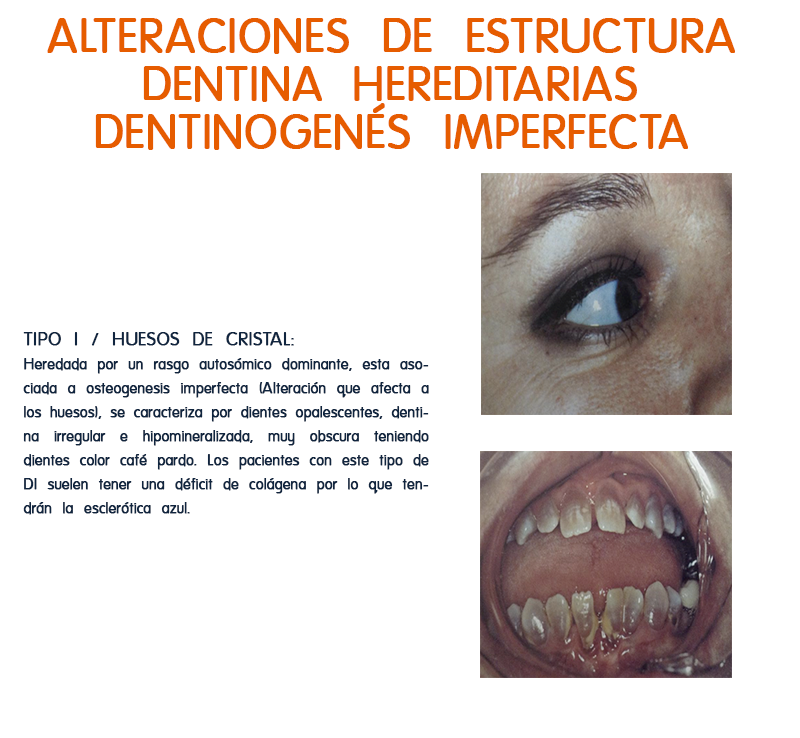 ALTERACIONES DE ESTRUCTURA
DENTINA HEREDITARIAS
DENTINOGENÉS IMPERFECTA
TIPO I / HUESOS DE CRISTAL:
Heredada por un rasgo autosómico dominante, esta aso-
ciada a osteogenesis imperfecta (Alteración que afecta a
los huesos), se caracteriza por dientes opalescentes, denti-
na irregular e hipomineralizada, muy obscura teniendo
dientes color café pardo. Los pacientes con este tipo de
DI suelen tener una déficit de colágena por lo que ten-
drán la esclerótica azul.